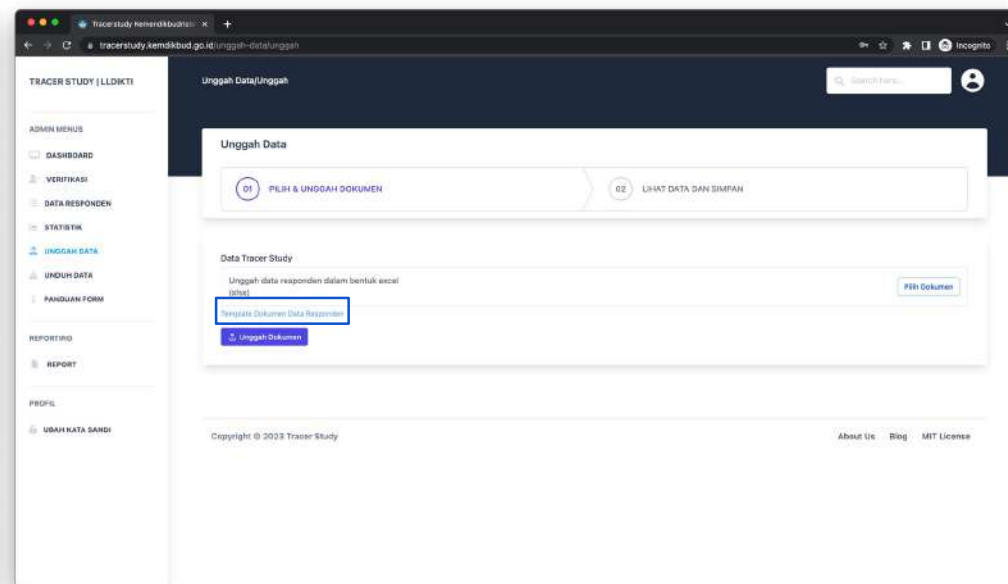 Tracerstudy Kemendikbudristek
tracerstudy.kemdikbud.go.id/unggah-data/unggah
Incognito
TRACER STUDY | LLDIKTI
Unggah Data/Unggah
Search here...
ADMIN MENUS
DASHBOARD
VERIFIKASI
DATA RESPONDEN
STATISTIK
UNGGAH DATA
UNDUH DATA
PANDUAN FORM
REPORTING
REPORT
PROFIL
UBAH KATA SANDI
Unggah Data
01 PILIH & UNGGAH DOKUMEN
02 LIHAT DATA DAN SIMPAN
Data Tracer Study
Unggah data responden dalam bentuk excel
(xlsx)
Pilih Dokumen
Template Dokumen Data Responden
Unggah Dokumen
Copyright © 2023 Tracer Study
About Us Blog MIT License